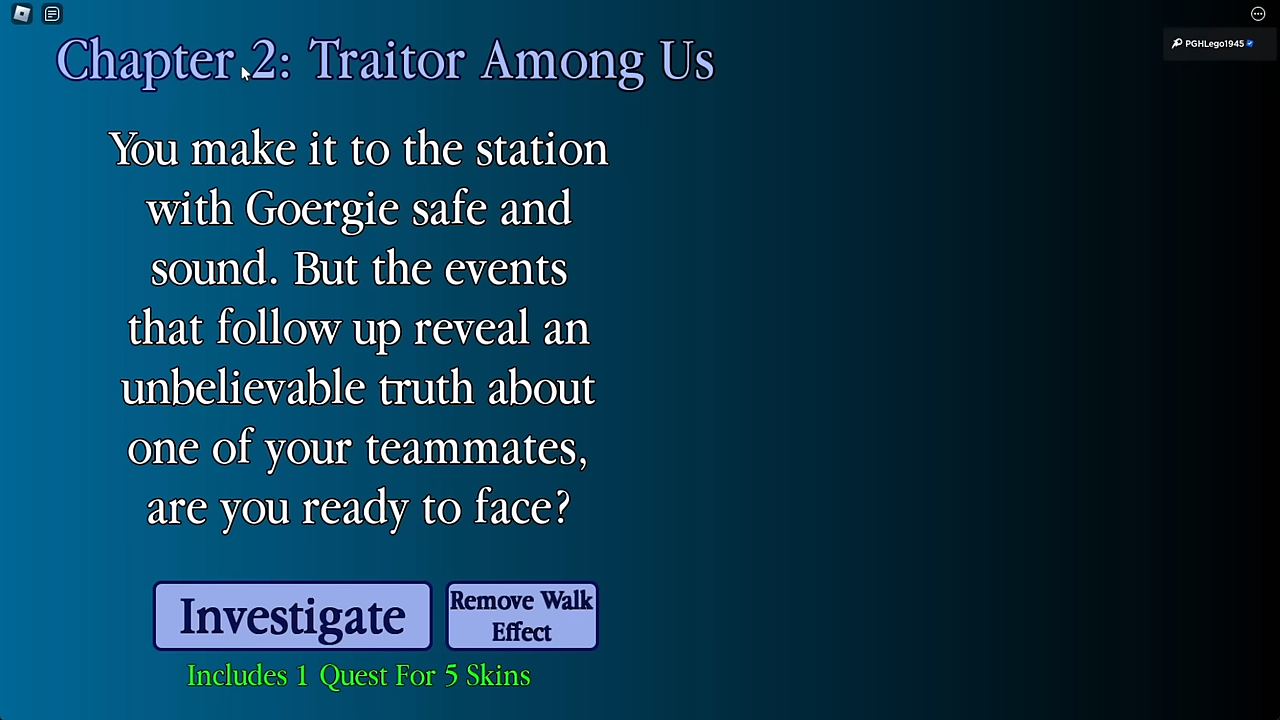 PGHLego1945
Chapter 2: Traitor Among Us
You make it to the station
with Goergie safe and
sound. But the events
that follow up reveal an
unbelievable truth about
one of your teammates,
are you ready to face?
Investigate
Remove Walk
Effect
Includes 1 Quest For 5 Skins